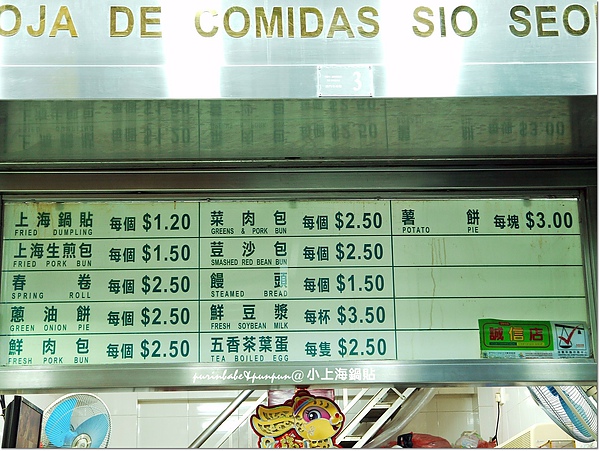 OJA DE COMIDAS SIO SEO
3
上海鍋貼 每個 $1.20
FRIED DUMPLING
上海生煎包 每個 $1.50
FRIED PORK BUN
春卷 每個 $2.50
SPRING ROLL
蔥油餅 每個 $2.50
GREEN ONION PIE
鮮肉包 每個 $2.50
FRESH PORK BUN
菜肉包 每個 $2.50
GREENS & PORK BUN
荳沙包 每個 $2.50
SMASHED RED BEAN BUN
饅頭 每個 $1.50
STEAMED BREAD
鮮豆漿 每杯 $3.50
FRESH SOYBEAN MILK
五香茶葉蛋 每隻 $2.50
TEA BOILED EGG
薯餅 每塊 $3.00
POTATO PIE
誠信店
purinbabe&punpun@小上海鍋貼